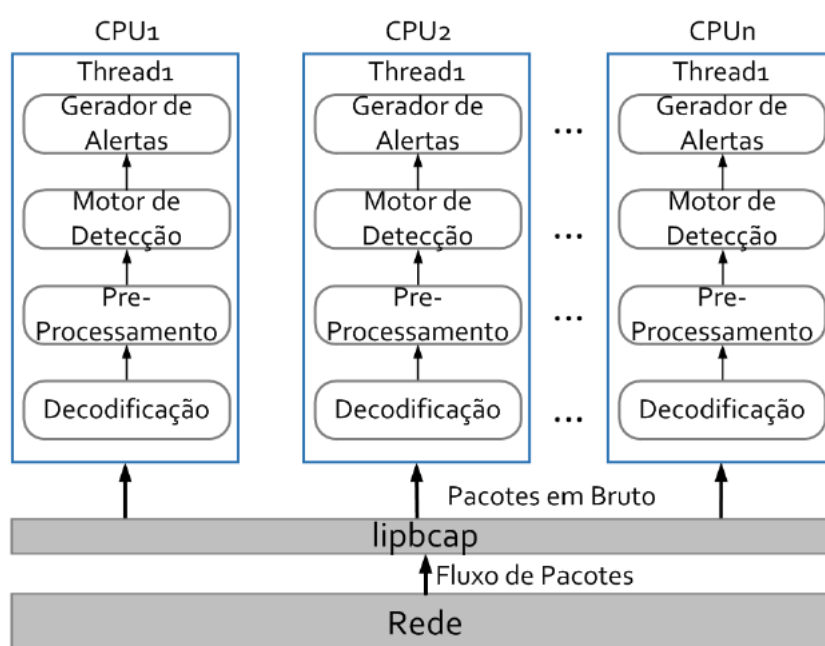 CPU1
CPU2
CPUn
Thread1
Thread1
Thread1
Gerador de
Alertas
Gerador de
Alertas
...
Gerador de
Alertas
Motor de
Detecção
Motor de
Detecção
...
Motor de
Detecção
Pre-
Processamento
Pre-
Processamento
...
Pre-
Processamento
Decodificação
Decodificação
...
Decodificação
Pacotes em Bruto
lipbcap
Fluxo de Pacotes
Rede